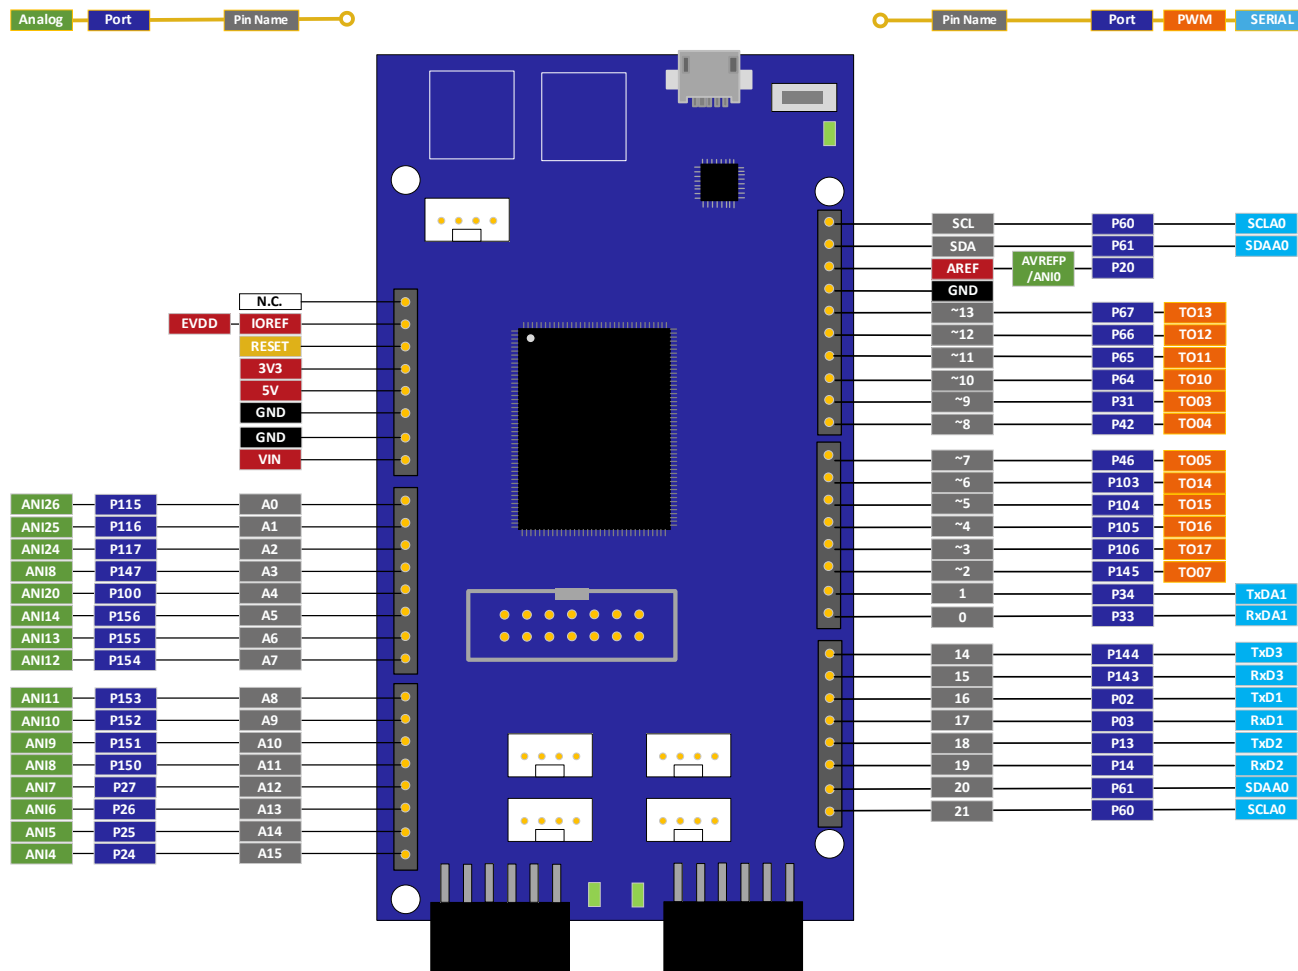 Analog Port Pin Name
Pin Name Port PWM SERIAL
N.C.
EVDD IOREF
RESET
3V3
5V
GND
GND
VIN
ANI26 P115 A0
ANI25 P116 A1
ANI24 P117 A2
ANI8 P147 A3
ANI20 P100 A4
ANI14 P156 A5
ANI13 P155 A6
ANI12 P154 A7
ANI11 P153 A8
ANI10 P152 A9
ANI9 P151 A10
ANI8 P150 A11
ANI7 P27 A12
ANI6 P26 A13
ANI5 P25 A14
ANI4 P24 A15
SCL P60 SCLA0
SDA P61 SDAA0
AREF AVREFP
/ANI0 P20
GND
~13 P67 TO13
~12 P66 TO12
~11 P65 TO11
~10 P64 TO10
~9 P31 TO03
~8 P42 TO04
~7 P46 TO05
~6 P103 TO14
~5 P104 TO15
~4 P105 TO16
~3 P106 TO17
~2 P145 TO07
1 P34 TxDA1
0 P33 RxDA1
14 P144 TxD3
15 P143 RxD3
16 P02 TxD1
17 P03 RxD1
18 P13 TxD2
19 P14 RxD2
20 P61 SDAA0
21 P60 SCLA0